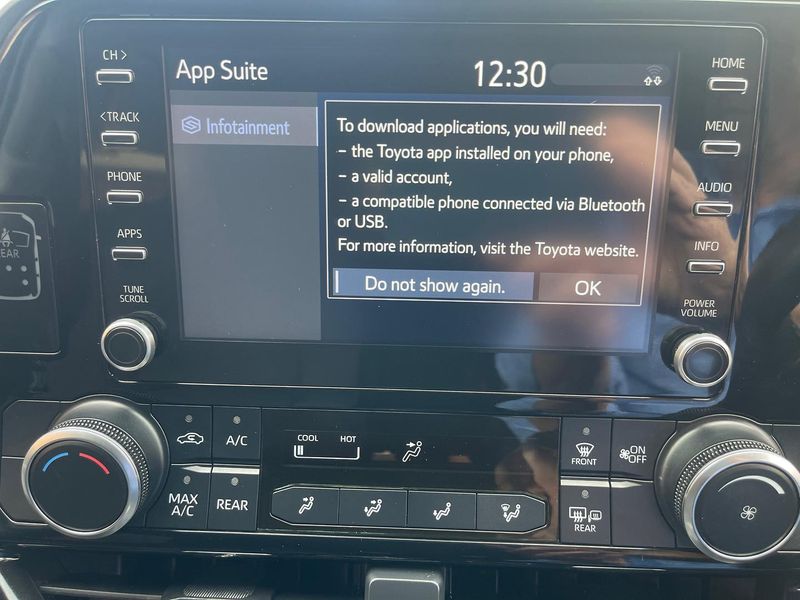 CH >
< TRACK
PHONE
APPS
TUNE
SCROLL
App Suite
12:30
Infotainment
To download applications, you will need:
– the Toyota app installed on your phone,
– a valid account,
– a compatible phone connected via Bluetooth
or USB.
For more information, visit the Toyota website.
Do not show again.
OK
HOME
MENU
AUDIO
INFO
POWER
VOLUME
A/C
MAX
A/C
REAR
COOL
HOT
FRONT
ON
OFF
REAR